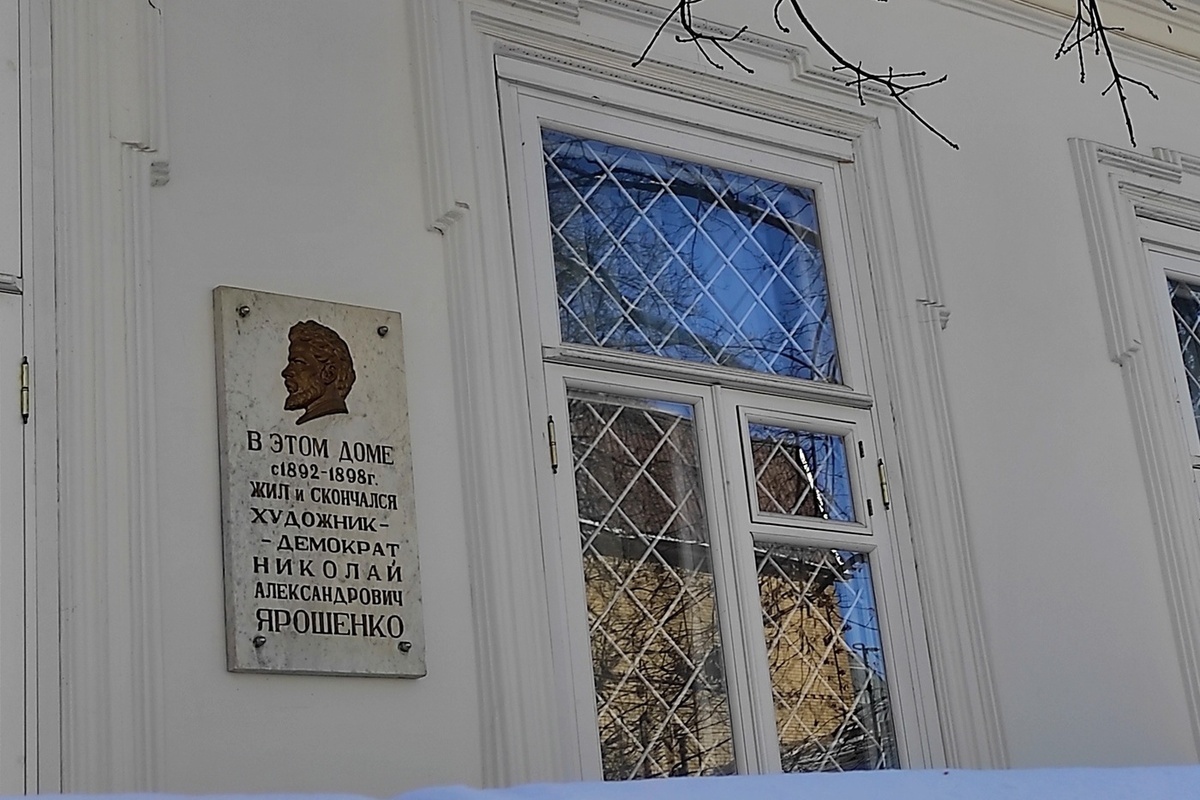 В ЭТОМ ДОМЕ
с1892-1898г.
ЖИЛ и СКОНЧАЛСЯ
ХУДОЖНИК-
-ДЕМОКРАТ
НИКОЛАЙ
АЛЕКСАНДРОВИЧ
ЯРОШЕНКО